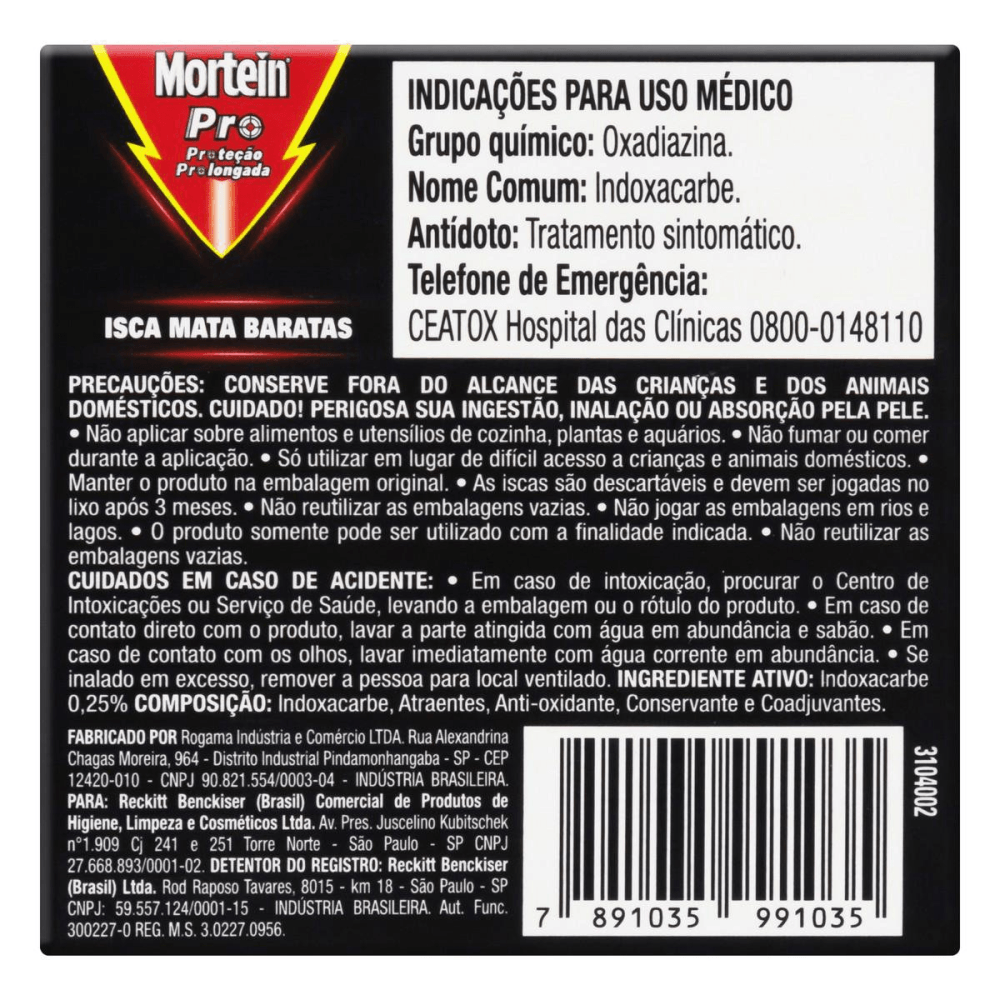 Mortein
Pro
Proteção
Prolongada
ISCA MATA BARATAS
INDICAÇÕES PARA USO MÉDICO
Grupo químico: Oxadiazina.
Nome Comum: Indoxacarbe.
Antídoto: Tratamento sintomático.
Telefone de Emergência:
CEATOX Hospital das Clínicas 0800-0148110
PRECAUÇÕES: CONSERVE FORA DO ALCANCE DAS CRIANÇAS E DOS ANIMAIS
DOMÉSTICOS. CUIDADO! PERIGOSA SUA INGESTÃO, INALAÇÃO OU ABSORÇÃO PELA PELE.
• Não aplicar sobre alimentos e utensílios de cozinha, plantas e aquários. • Não fumar ou comer
durante a aplicação. • Só utilizar em lugar de difícil acesso a crianças e animais domésticos. •
Manter o produto na embalagem original. • As iscas são descartáveis e devem ser jogadas no
lixo após 3 meses. • Não reutilizar as embalagens vazias. • Não jogar as embalagens em rios e
lagos. • O produto somente pode ser utilizado com a finalidade indicada. • Não reutilizar as
embalagens vazias.
CUIDADOS EM CASO DE ACIDENTE: • Em caso de intoxicação, procurar o Centro de
Intoxicações ou Serviço de Saúde, levando a embalagem ou o rótulo do produto. • Em caso de
contato direto com o produto, lavar a parte atingida com água em abundância e sabão. • Em
caso de contato com os olhos, lavar imediatamente com água corrente em abundância. • Se
inalado em excesso, remover a pessoa para local ventilado. INGREDIENTE ATIVO: Indoxacarbe
0,25% COMPOSIÇÃO: Indoxacarbe, Atraentes, Anti-oxidante, Conservante e Coadjuvantes.
FABRICADO POR Rogama Indústria e Comércio LTDA. Rua Alexandrina
Chagas Moreira, 964 - Distrito Industrial Pindamonhangaba - SP - CEP
12420-010 - CNPJ 90.821.554/0003-04 - INDÚSTRIA BRASILEIRA.
PARA: Reckitt Benckiser (Brasil) Comercial de Produtos de
Higiene, Limpeza e Cosméticos Ltda. Av. Pres. Juscelino Kubitschek
n°1.909 Cj 241 e 251 Torre Norte - São Paulo - SP CNPJ
27.668.893/0001-02. DETENTOR DO REGISTRO: Reckitt Benckiser
(Brasil) Ltda. Rod Raposo Tavares, 8015 - km 18 - São Paulo - SP
CNPJ: 59.557.124/0001-15 - INDÚSTRIA BRASILEIRA. Aut. Func.
300227-0 REG. M.S. 3.0227.0956.
7 891035 991035
3104002